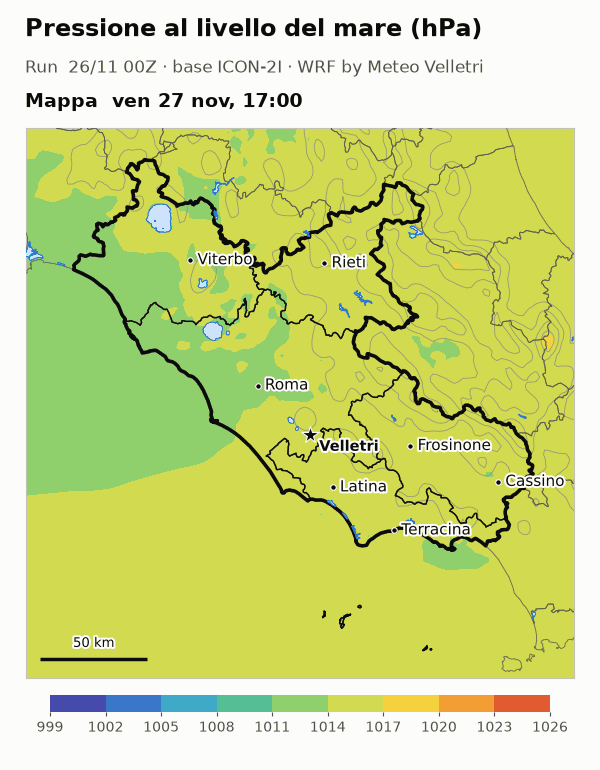 Pressione al livello del mare (hPa)
Run  26/11 00Z · base ICON-2I · WRF by Meteo Velletri
Mappa  ven 27 nov, 17:00
Viterbo
Rieti
Roma
Velletri
Frosinone
Latina
Cassino
Terracina
50 km
999 1002 1005 1008 1011 1014 1017 1020 1023 1026